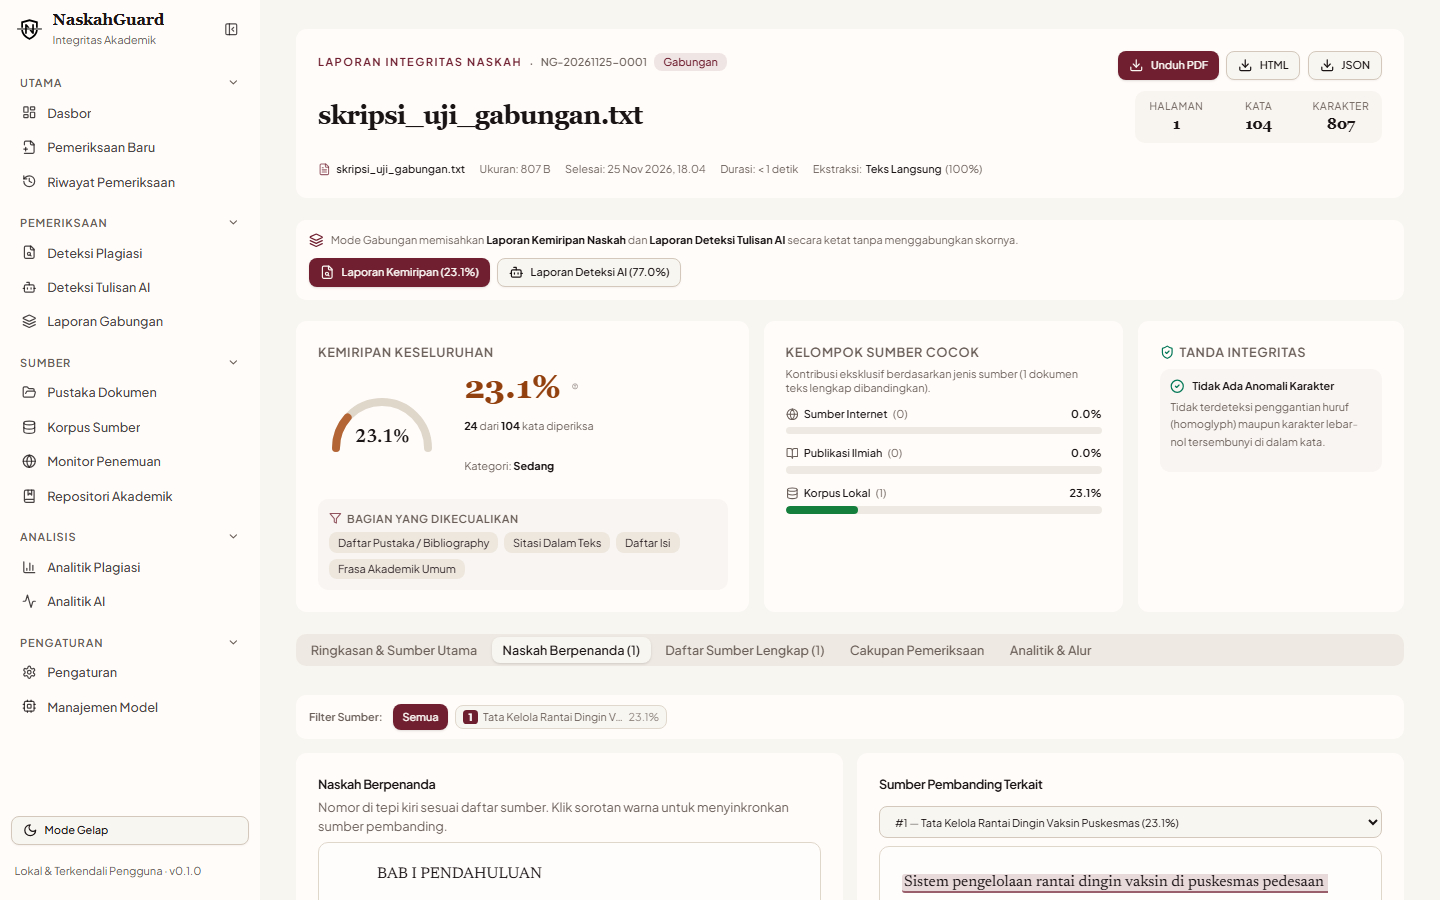 NaskahGuard
Integritas Akademik
UTAMA
Dasbor
Pemeriksaan Baru
Riwayat Pemeriksaan
PEMERIKSAAN
Deteksi Plagiasi
Deteksi Tulisan AI
Laporan Gabungan
SUMBER
Pustaka Dokumen
Korpus Sumber
Monitor Penemuan
Repositori Akademik
ANALISIS
Analitik Plagiasi
Analitik AI
PENGATURAN
Pengaturan
Manajemen Model
Mode Gelap
Lokal & Terkendali Pengguna · v0.1.0
LAPORAN INTEGRITAS NASKAH · NG-20261125-0001 Gabungan
Unduh PDF HTML JSON
skripsi_uji_gabungan.txt
HALAMAN KATA KARAKTER
1 104 807
skripsi_uji_gabungan.txt Ukuran: 807 B Selesai: 25 Nov 2026, 18.04 Durasi: < 1 detik Ekstraksi: Teks Langsung (100%)
Mode Gabungan memisahkan Laporan Kemiripan Naskah dan Laporan Deteksi Tulisan AI secara ketat tanpa menggabungkan skornya.
Laporan Kemiripan (23.1%) Laporan Deteksi AI (77.0%)
KEMIRIPAN KESELURUHAN
23.1%
23.1%
24 dari 104 kata diperiksa
Kategori: Sedang
BAGIAN YANG DIKECUALIKAN
Daftar Pustaka / Bibliography Sitasi Dalam Teks Daftar Isi
Frasa Akademik Umum
KELOMPOK SUMBER COCOK
Kontribusi eksklusif berdasarkan jenis sumber (1 dokumen
teks lengkap dibandingkan).
Sumber Internet (0) 0.0%
Publikasi Ilmiah (0) 0.0%
Korpus Lokal (1) 23.1%
TANDA INTEGRITAS
Tidak Ada Anomali Karakter
Tidak terdeteksi penggantian huruf
(homoglyph) maupun karakter lebar-
nol tersembunyi di dalam kata.
Ringkasan & Sumber Utama Naskah Berpenanda (1) Daftar Sumber Lengkap (1) Cakupan Pemeriksaan Analitik & Alur
Filter Sumber: Semua 1 Tata Kelola Rantai Dingin V... 23.1%
Naskah Berpenanda
Nomor di tepi kiri sesuai daftar sumber. Klik sorotan warna untuk menyinkronkan
sumber pembanding.
BAB I PENDAHULUAN
Sumber Pembanding Terkait
#1 — Tata Kelola Rantai Dingin Vaksin Puskesmas (23.1%)
Sistem pengelolaan rantai dingin vaksin di puskesmas pedesaan